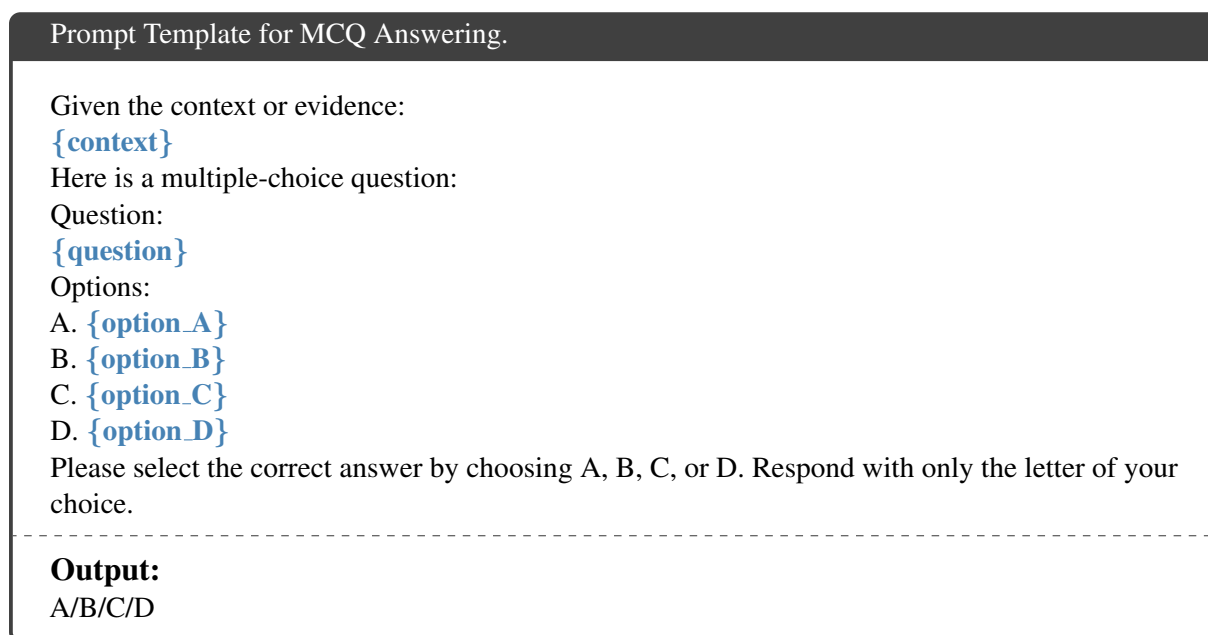 Prompt Template for MCQ Answering.
Given the context or evidence:
{context}
Here is a multiple-choice question:
Question:
{question}
Options:
A. {option_A}
B. {option_B}
C. {option_C}
D. {option_D}
Please select the correct answer by choosing A, B, C, or D. Respond with only the letter of your
choice.
Output:
A/B/C/D